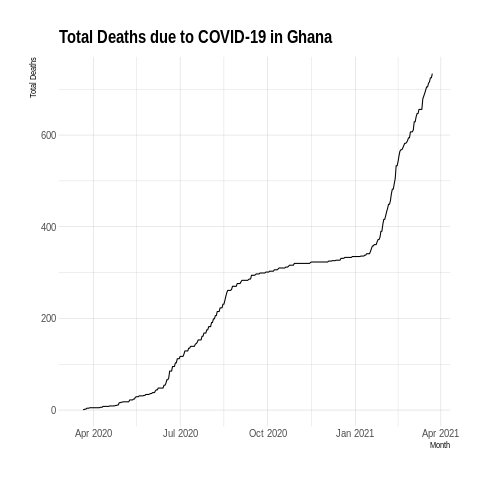 Total Deaths due to COVID-19 in Ghana
Total Deaths
600
400
200
0
Apr 2020 Jul 2020 Oct 2020 Jan 2021 Apr 2021
Month